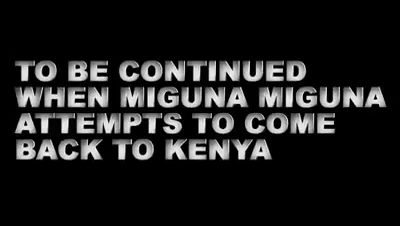 TO BE CONTINUED
WHEN MIGUNA MIGUNA
ATTEMPTS TO COME
BACK TO KENYA